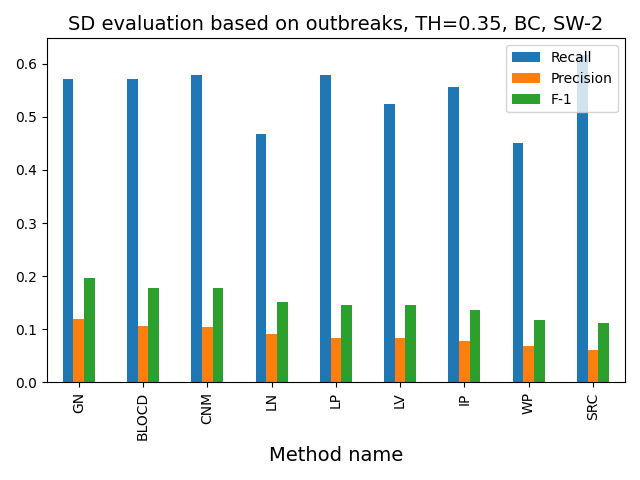 SD evaluation based on outbreaks, TH=0.35, BC, SW-2
Recall
Precision
F-1
0.6
0.5
0.4
0.3
0.2
0.1
0.0
GN
BLOCD
CNM
LN
LP
LV
IP
WP
SRC
Method name